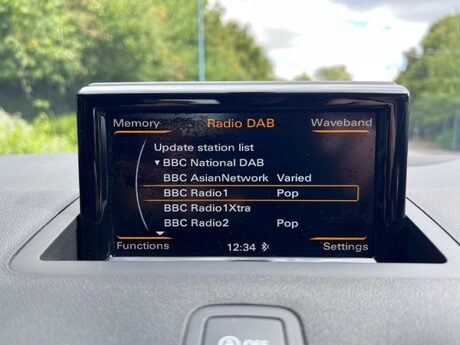 Memory Radio DAB Waveband
Update station list
BBC National DAB
BBC AsianNetwork Varied
BBC Radio1 Pop
BBC Radio1Xtra
BBC Radio2 Pop
Functions 12:34 Settings
OFF